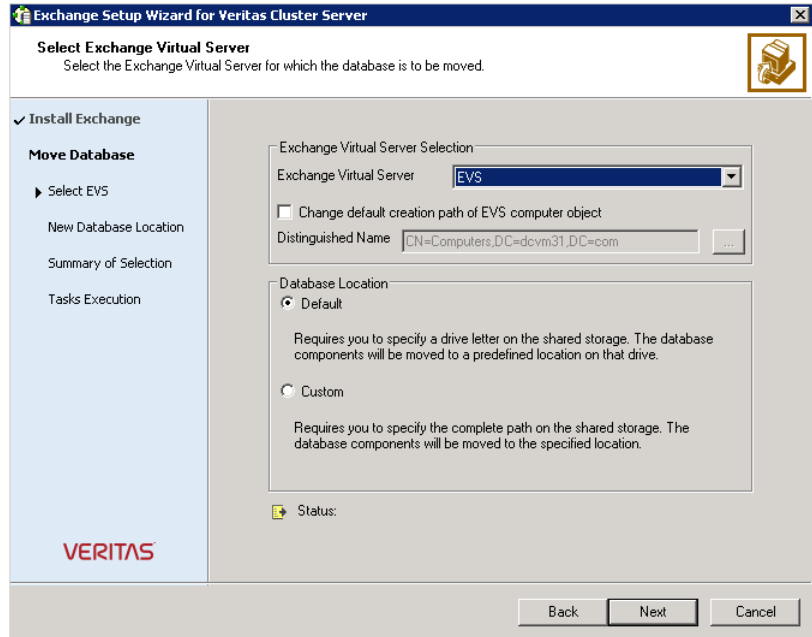 Exchange Setup Wizard for Veritas Cluster Server
Select Exchange Virtual Server
Select the Exchange Virtual Server for which the database is to be moved.
Install Exchange
Move Database
Select EVS
New Database Location
Summary of Selection
Tasks Execution
Exchange Virtual Server Selection
Exchange Virtual Server EVS
Change default creation path of EVS computer object
Distinguished Name CN=Computers,DC=dcvm31,DC=com ...
Database Location
Default
Requires you to specify a drive letter on the shared storage. The database
components will be moved to a predefined location on that drive.
Custom
Requires you to specify the complete path on the shared storage. The
database components will be moved to the specified location.
Status:
VERITAS
Back Next Cancel